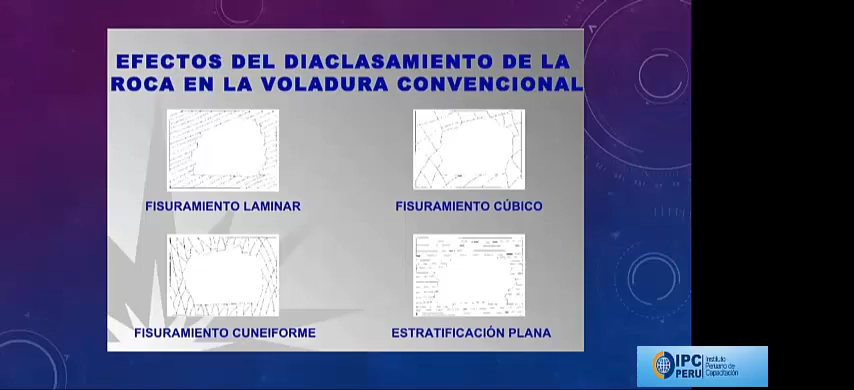 EFECTOS DEL DIACLASAMIENTO DE LA
ROCA EN LA VOLADURA CONVENCIONAL
FISURAMIENTO LAMINAR
FISURAMIENTO CÚBICO
FISURAMIENTO CUNEIFORME
ESTRATIFICACIÓN PLANA
IPC
PERU
Instituto
Peruano de
Capacitación